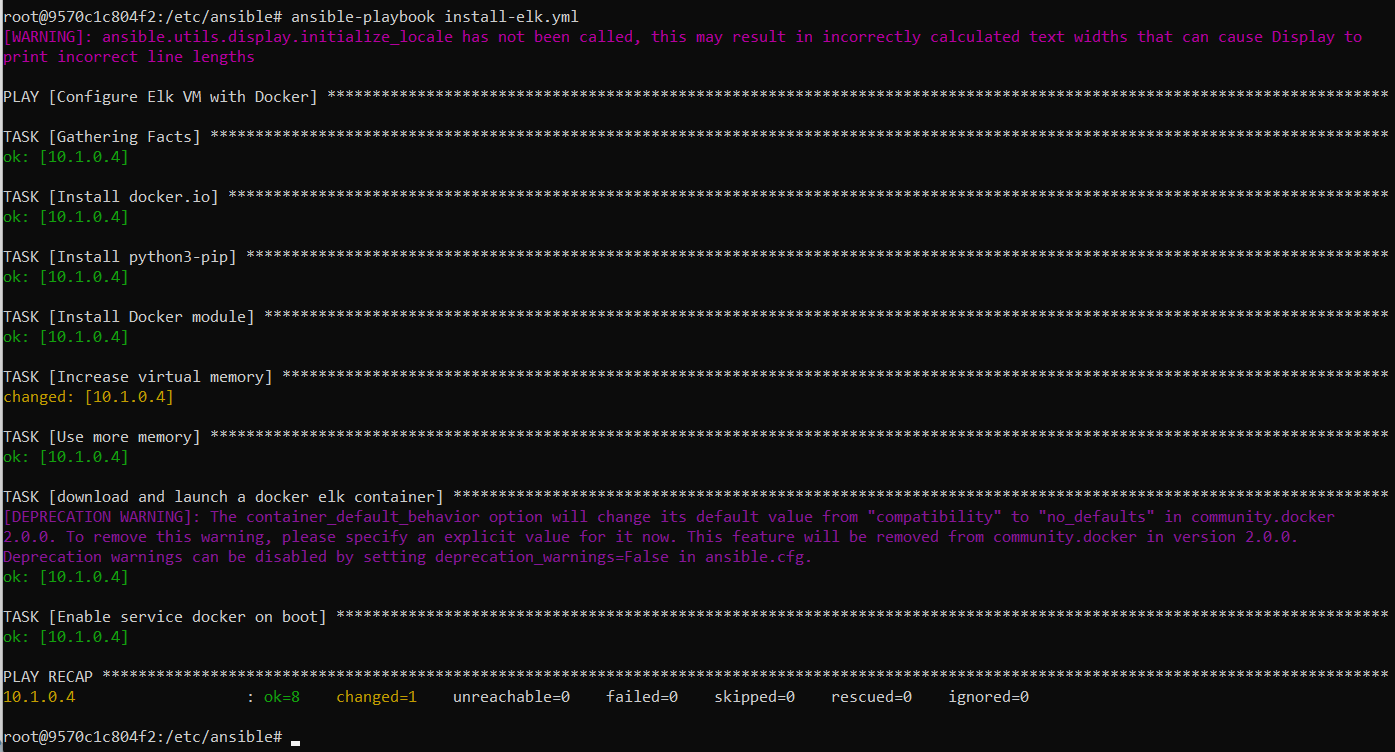 root@9570c1c804f2:/etc/ansible# ansible-playbook install-elk.yml
[WARNING]: ansible.utils.display.initialize_locale has not been called, this may result in incorrectly calculated text widths that can cause Display to
print incorrect line lengths
PLAY [Configure Elk VM with Docker] **********************************************************************************************************************
TASK [Gathering Facts] ***********************************************************************************************************************************
ok: [10.1.0.4]
TASK [Install docker.io] *********************************************************************************************************************************
ok: [10.1.0.4]
TASK [Install python3-pip] *******************************************************************************************************************************
ok: [10.1.0.4]
TASK [Install Docker module] *****************************************************************************************************************************
ok: [10.1.0.4]
TASK [Increase virtual memory] ***************************************************************************************************************************
changed: [10.1.0.4]
TASK [Use more memory] ***********************************************************************************************************************************
ok: [10.1.0.4]
TASK [download and launch a docker elk container] ********************************************************************************************************
[DEPRECATION WARNING]: The container_default_behavior option will change its default value from "compatibility" to "no_defaults" in community.docker
2.0.0. To remove this warning, please specify an explicit value for it now. This feature will be removed from community.docker in version 2.0.0.
Deprecation warnings can be disabled by setting deprecation_warnings=False in ansible.cfg.
ok: [10.1.0.4]
TASK [Enable service docker on boot] *********************************************************************************************************************
ok: [10.1.0.4]
PLAY RECAP ***********************************************************************************************************************************************
10.1.0.4                   : ok=8    changed=1    unreachable=0    failed=0    skipped=0    rescued=0    ignored=0
root@9570c1c804f2:/etc/ansible#